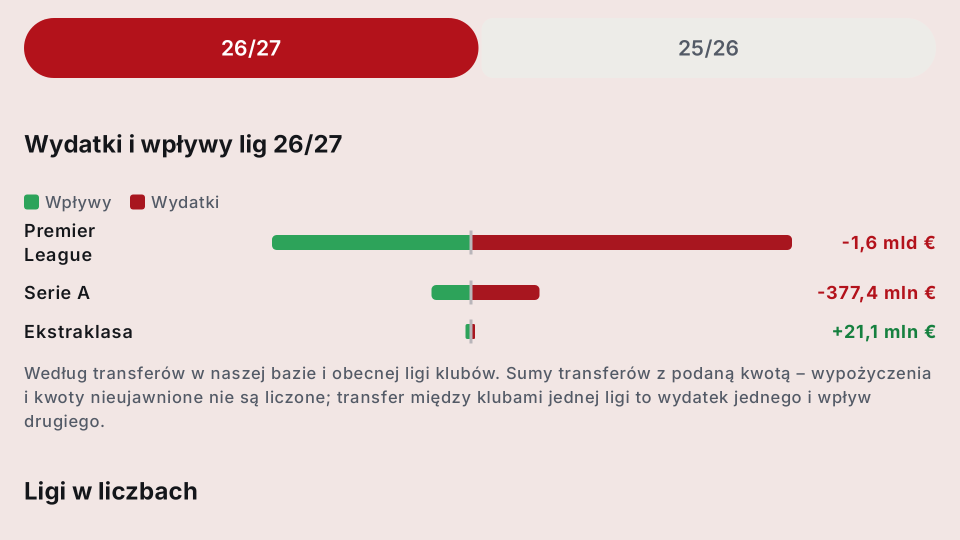 26/27
25/26
Wydatki i wpływy lig 26/27
Wpływy
Wydatki
Premier
League
-1,6 mld €
Serie A
-377,4 mln €
Ekstraklasa
+21,1 mln €
Według transferów w naszej bazie i obecnej ligi klubów. Sumy transferów z podaną kwotą – wypożyczenia
i kwoty nieujawnione nie są liczone; transfer między klubami jednej ligi to wydatek jednego i wpływ
drugiego.
Ligi w liczbach